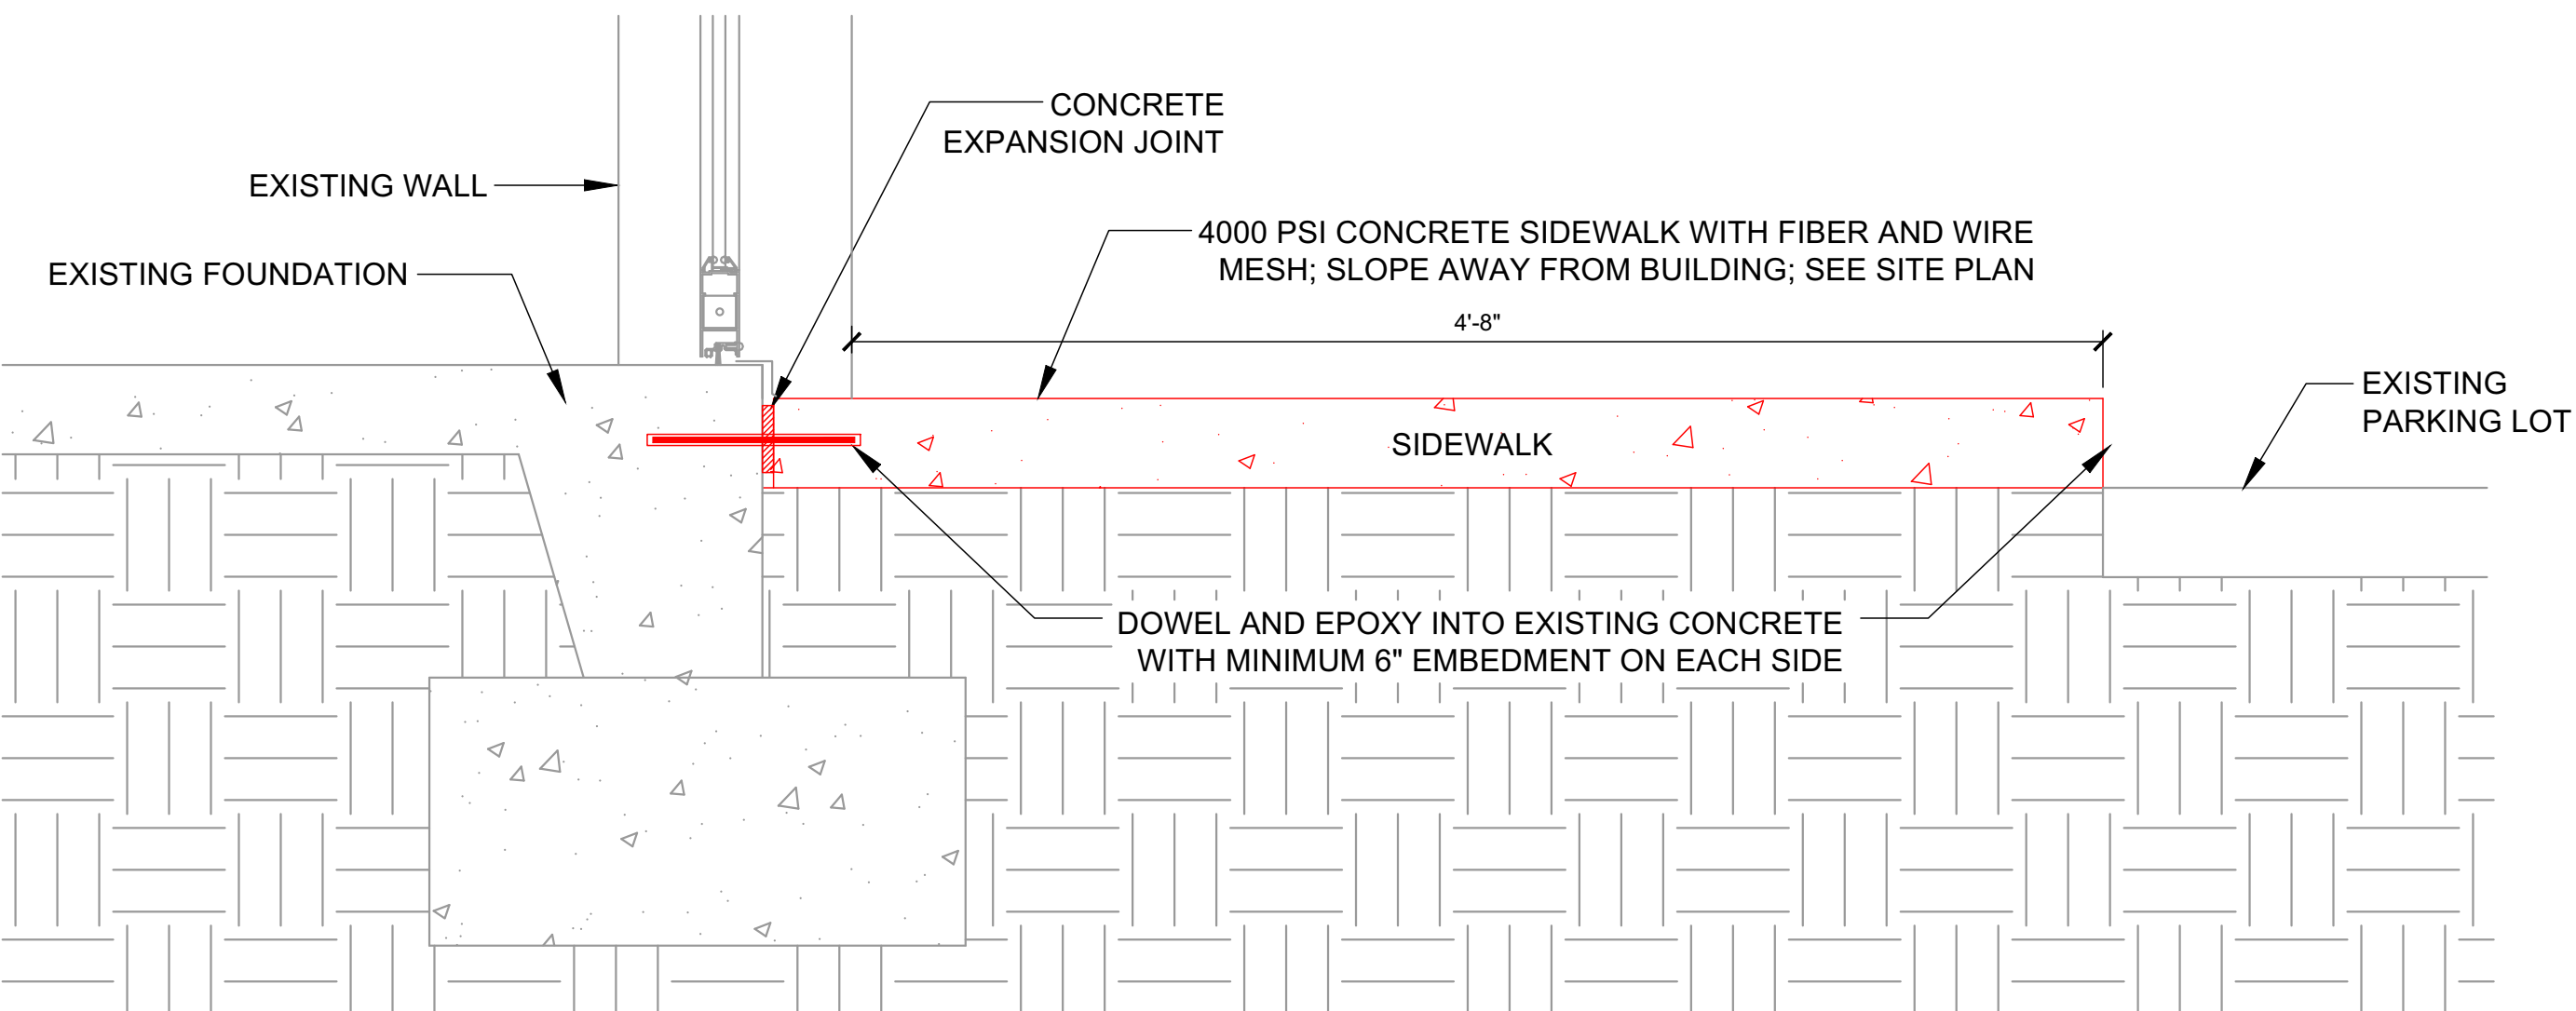 CONCRETE
EXPANSION JOINT
EXISTING WALL
4000 PSI CONCRETE SIDEWALK WITH FIBER AND WIRE
MESH; SLOPE AWAY FROM BUILDING; SEE SITE PLAN
EXISTING FOUNDATION
4'-8"
EXISTING
PARKING LOT
SIDEWALK
DOWEL AND EPOXY INTO EXISTING CONCRETE
WITH MINIMUM 6" EMBEDMENT ON EACH SIDE